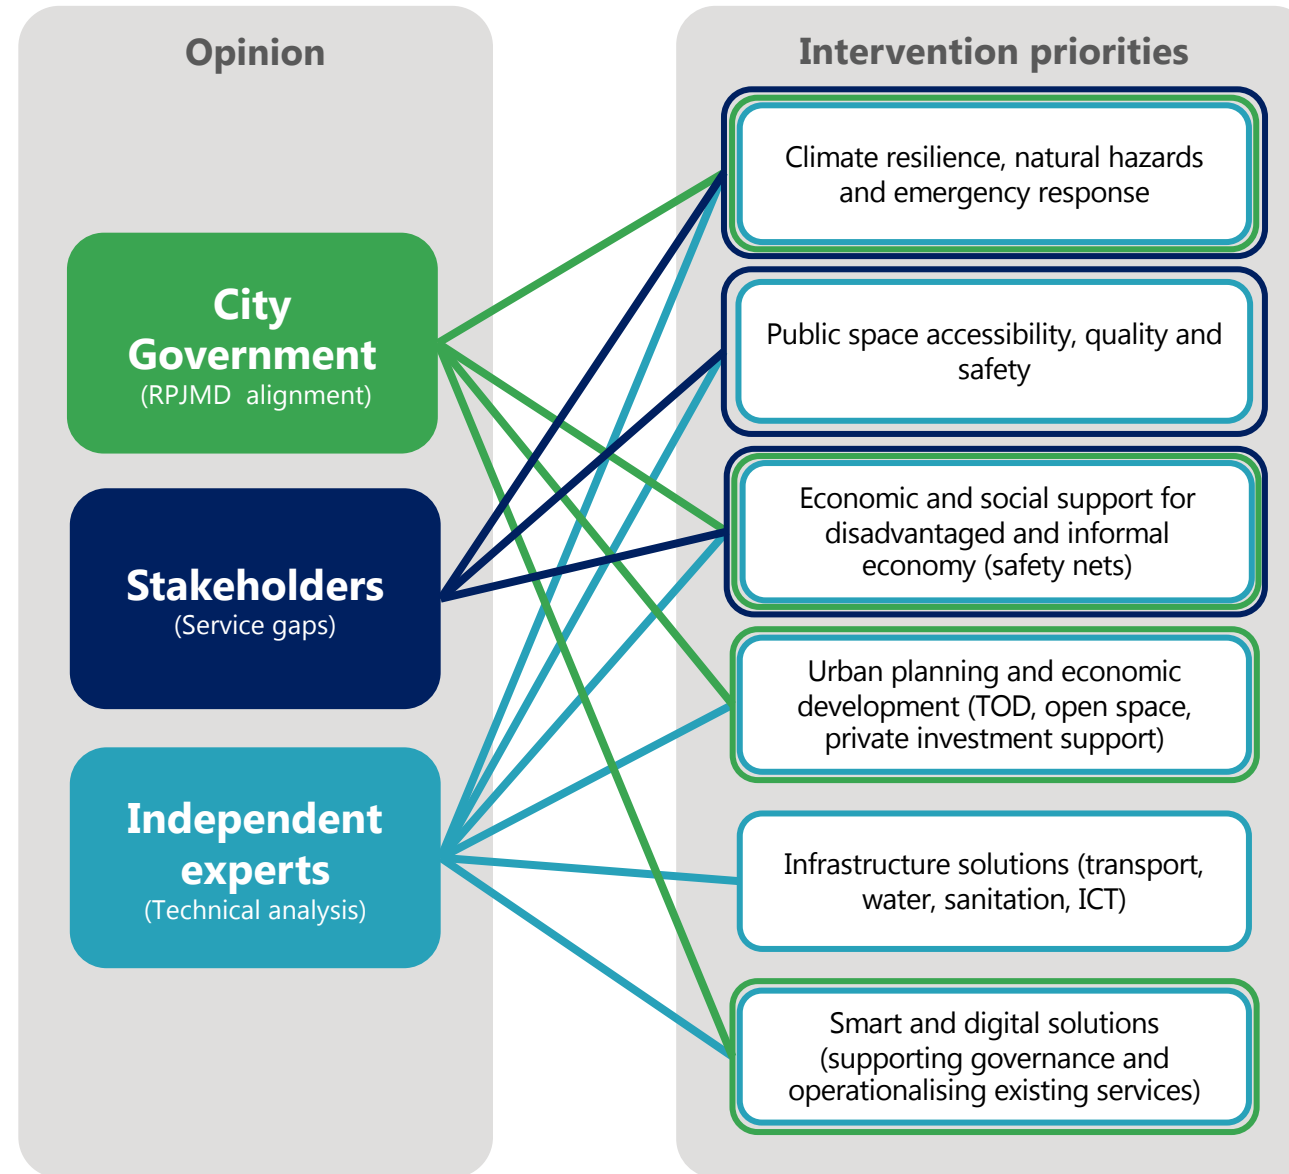 Opinion
City
Government
(RPJMD alignment)
Stakeholders
(Service gaps)
Independent
experts
(Technical analysis)
Intervention priorities
Climate resilience, natural hazards
and emergency response
Public space accessibility, quality and
safety
Economic and social support for
disadvantaged and informal
economy (safety nets)
Urban planning and economic
development (TOD, open space,
private investment support)
Infrastructure solutions (transport,
water, sanitation, ICT)
Smart and digital solutions
(supporting governance and
operationalising existing services)